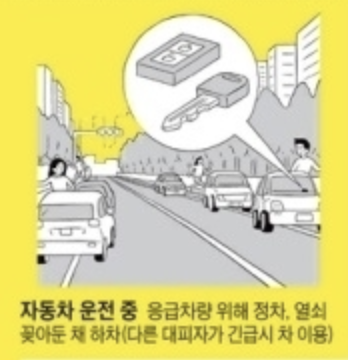 자동차 운전 중 응급차량 위해 정차, 열쇠
꽂아둔 채 하차(다른 대피자가 긴급시 차 이용)